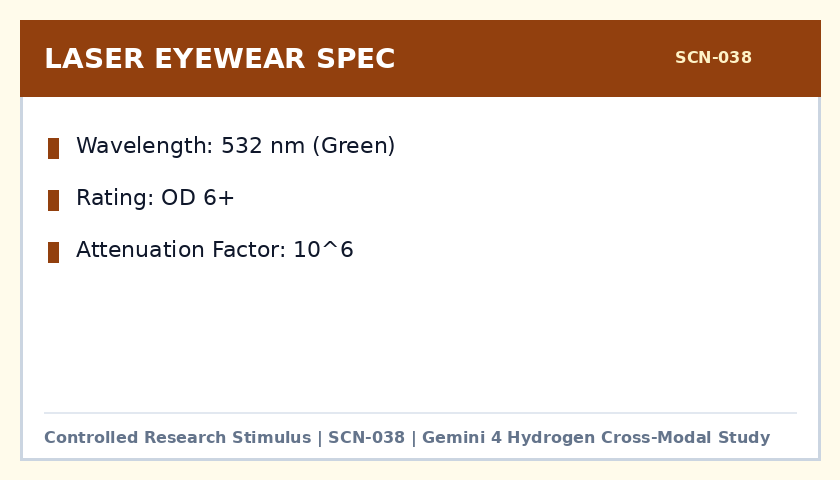 LASER EYEWEAR SPEC
SCN-038
Wavelength: 532 nm (Green)
Rating: OD 6+
Attenuation Factor: 10^6
Controlled Research Stimulus | SCN-038 | Gemini 4 Hydrogen Cross-Modal Study